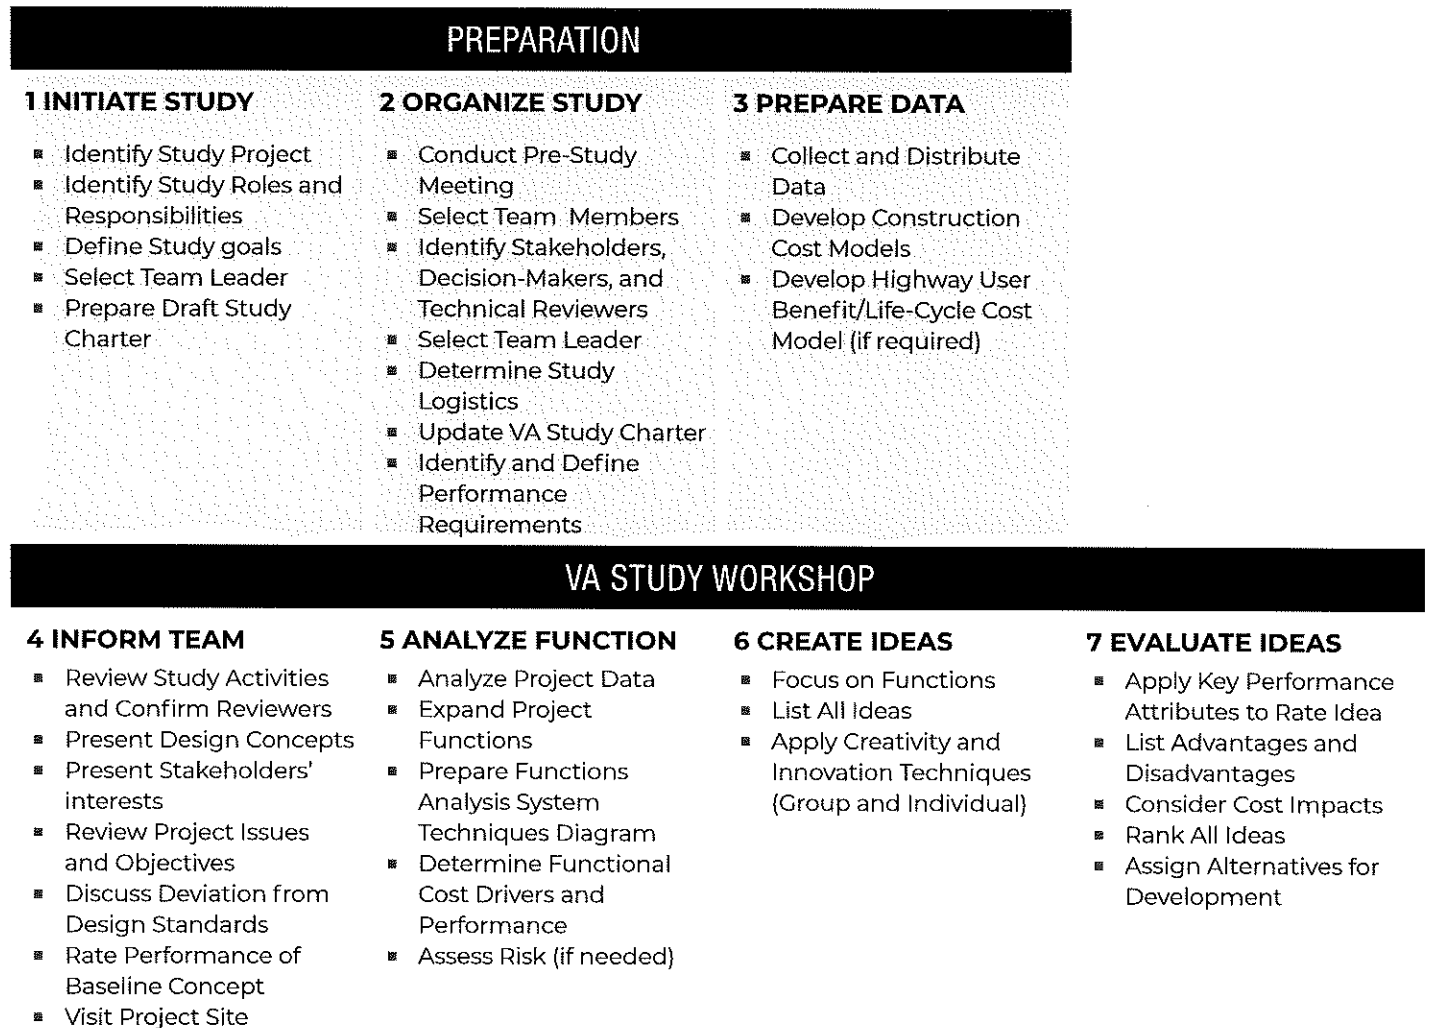 PREPARATION
1 INITIATE STUDY
▪ Identify Study Project
▪ Identify Study Roles and
Responsibilities
▪ Define Study goals
▪ Select Team Leader
▪ Prepare Draft Study
Charter
2 ORGANIZE STUDY
▪ Conduct Pre-Study
Meeting
▪ Select Team Members
▪ Identify Stakeholders,
Decision-Makers, and
Technical Reviewers
▪ Select Team Leader
▪ Determine Study
Logistics
▪ Update VA Study Charter
▪ Identify and Define
Performance
Requirements
3 PREPARE DATA
▪ Collect and Distribute
Data
▪ Develop Construction
Cost Models
▪ Develop Highway User
Benefit/Life-Cycle Cost
Model (if required)
VA STUDY WORKSHOP
4 INFORM TEAM
▪ Review Study Activities
and Confirm Reviewers
▪ Present Design Concepts
▪ Present Stakeholders'
interests
▪ Review Project Issues
and Objectives
▪ Discuss Deviation from
Design Standards
▪ Rate Performance of
Baseline Concept
▪ Visit Project Site
5 ANALYZE FUNCTION
▪ Analyze Project Data
▪ Expand Project
Functions
▪ Prepare Functions
Analysis System
Techniques Diagram
▪ Determine Functional
Cost Drivers and
Performance
▪ Assess Risk (if needed)
6 CREATE IDEAS
▪ Focus on Functions
▪ List All Ideas
▪ Apply Creativity and
Innovation Techniques
(Group and Individual)
7 EVALUATE IDEAS
▪ Apply Key Performance
Attributes to Rate Idea
▪ List Advantages and
Disadvantages
▪ Consider Cost Impacts
▪ Rank All Ideas
▪ Assign Alternatives for
Development